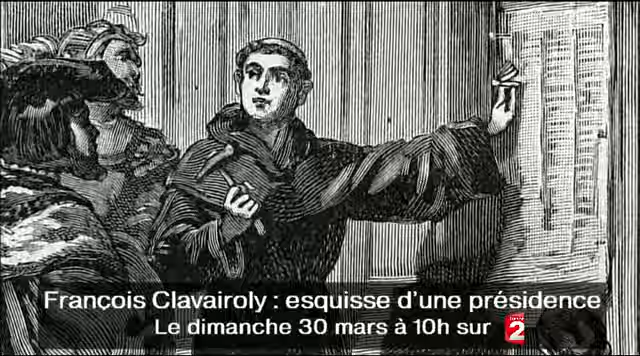 François Clavairoly : esquisse d'une présidence
Le dimanche 30 mars à 10h sur 2